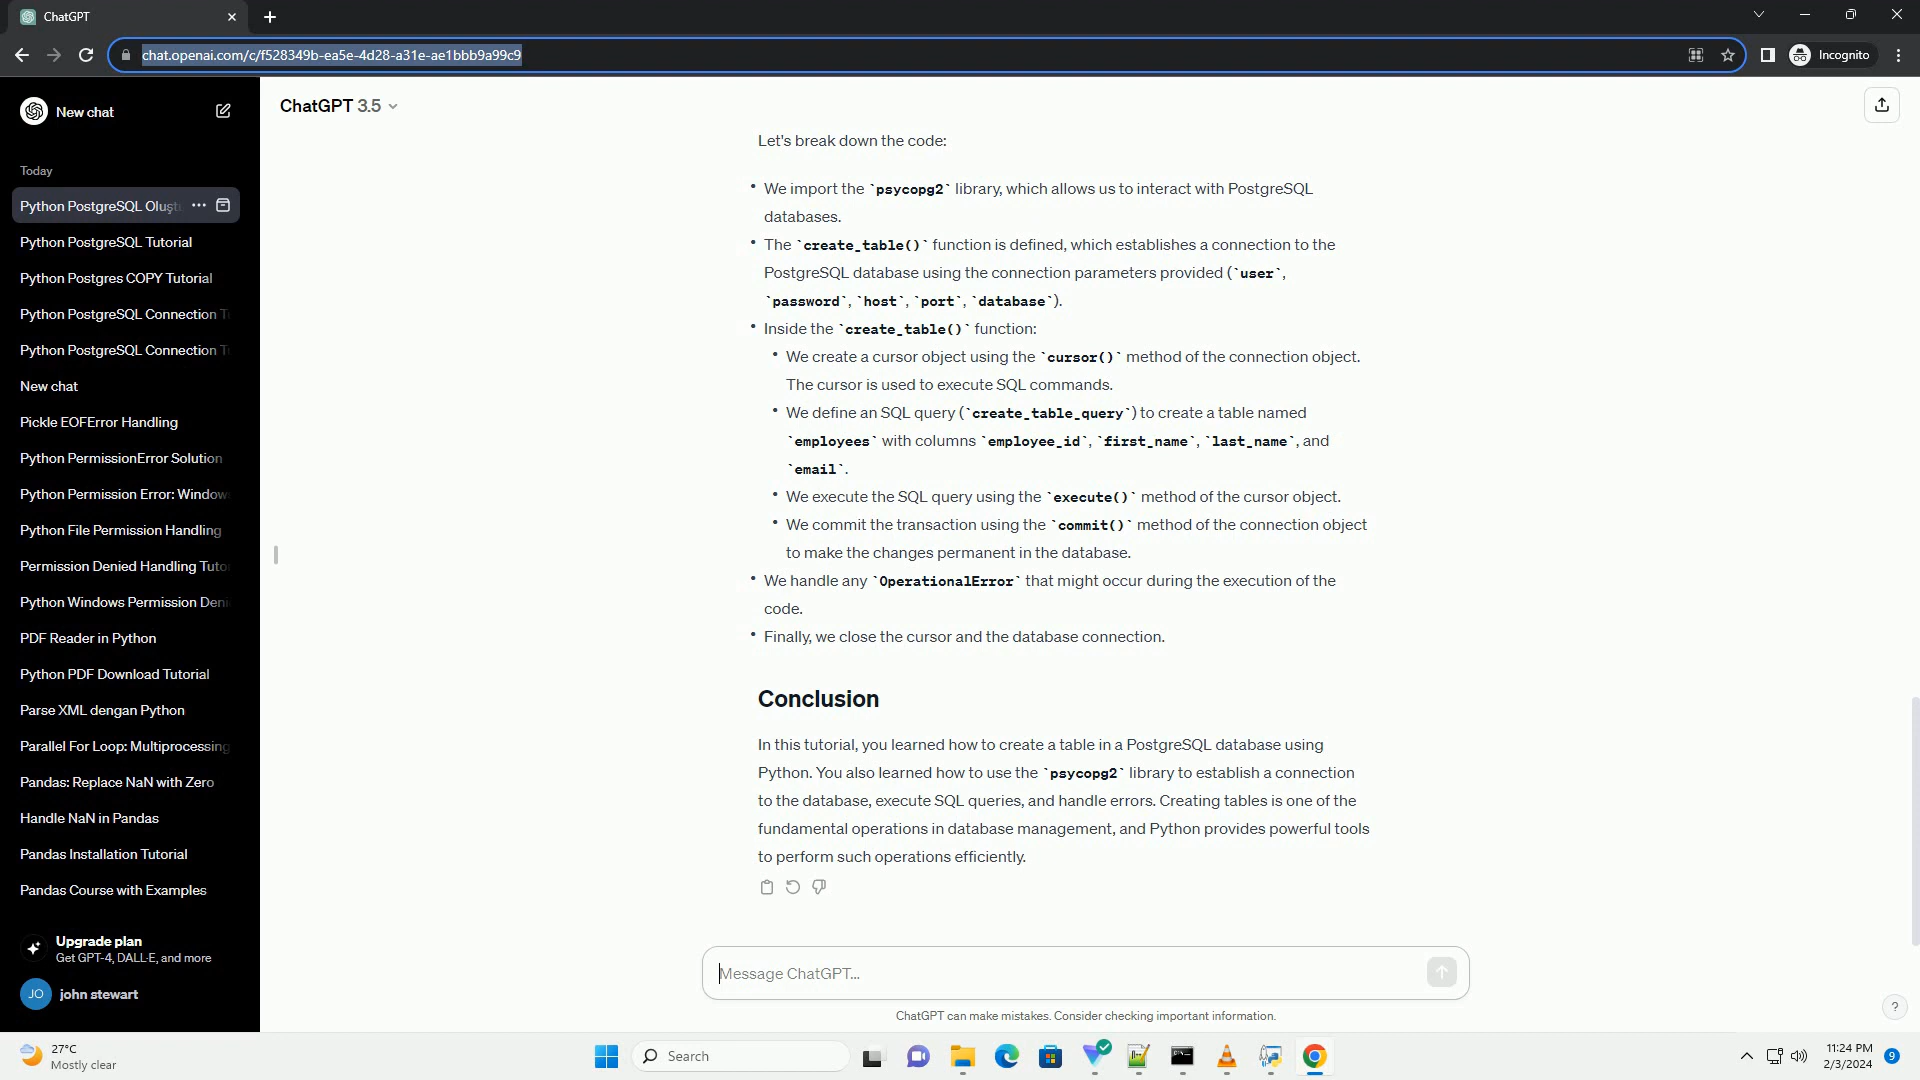 ChatGPT
chat.openai.com/c/f528349b-ea5e-4d28-a31e-ae1bbb9a99c9
Incognito
New chat
Today
Python PostgreSQL Oluşt
Python PostgreSQL Tutorial
Python Postgres COPY Tutorial
Python PostgreSQL Connection T
Python PostgreSQL Connection T
New chat
Pickle EOFError Handling
Python PermissionError Solution
Python Permission Error: Window
Python File Permission Handling
Permission Denied Handling Tuto
Python Windows Permission Deni
PDF Reader in Python
Python PDF Download Tutorial
Parse XML dengan Python
Parallel For Loop: Multiprocessing
Pandas: Replace NaN with Zero
Handle NaN in Pandas
Pandas Installation Tutorial
Pandas Course with Examples
Upgrade plan
Get GPT-4, DALL·E, and more
JO john stewart
ChatGPT 3.5
Let's break down the code:
• We import the `psycopg2` library, which allows us to interact with PostgreSQL
databases.
• The `create_table()` function is defined, which establishes a connection to the
PostgreSQL database using the connection parameters provided (`user`,
`password`, `host`, `port`, `database`).
• Inside the `create_table()` function:
• We create a cursor object using the `cursor()` method of the connection object.
The cursor is used to execute SQL commands.
• We define an SQL query (`create_table_query`) to create a table named
`employees` with columns `employee_id`, `first_name`, `last_name`, and
`email`.
• We execute the SQL query using the `execute()` method of the cursor object.
• We commit the transaction using the `commit()` method of the connection object
to make the changes permanent in the database.
• We handle any `OperationalError` that might occur during the execution of the
code.
• Finally, we close the cursor and the database connection.
Conclusion
In this tutorial, you learned how to create a table in a PostgreSQL database using
Python. You also learned how to use the `psycopg2` library to establish a connection
to the database, execute SQL queries, and handle errors. Creating tables is one of the
fundamental operations in database management, and Python provides powerful tools
to perform such operations efficiently.
Message ChatGPT...
ChatGPT can make mistakes. Consider checking important information.
?
27°C
Mostly clear
Search
11:24 PM
2/3/2024
9